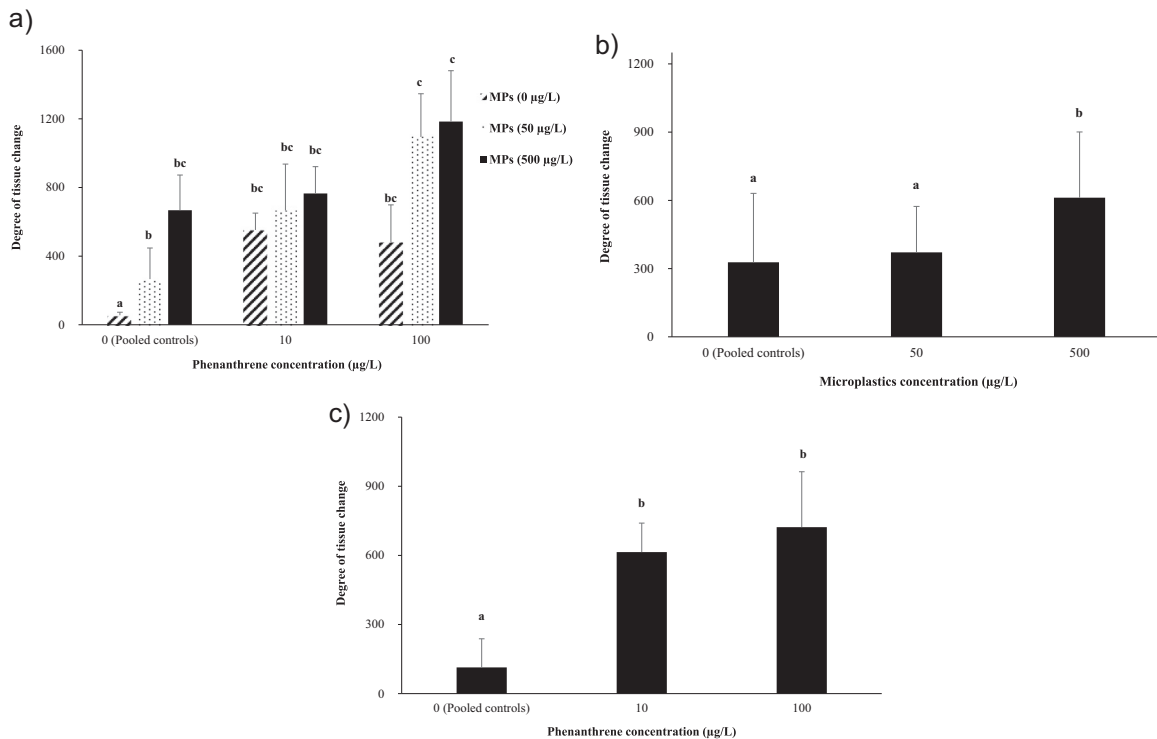 a)
1600
1200
800
400
0
Degree of tissue change
a
b
bc
bc
bc
bc
bc
c
c
MPs (0 µg/L)
MPs (50 µg/L)
MPs (500 µg/L)
0 (Pooled controls)
10
100
Phenanthrene concentration (µg/L)
b)
1200
900
600
300
0
Degree of tissue change
a
a
b
0 (Pooled controls)
50
500
Microplastics concentration (µg/L)
c)
1200
900
600
300
0
Degree of tissue change
a
b
b
0 (Pooled controls)
10
100
Phenanthrene concentration (µg/L)